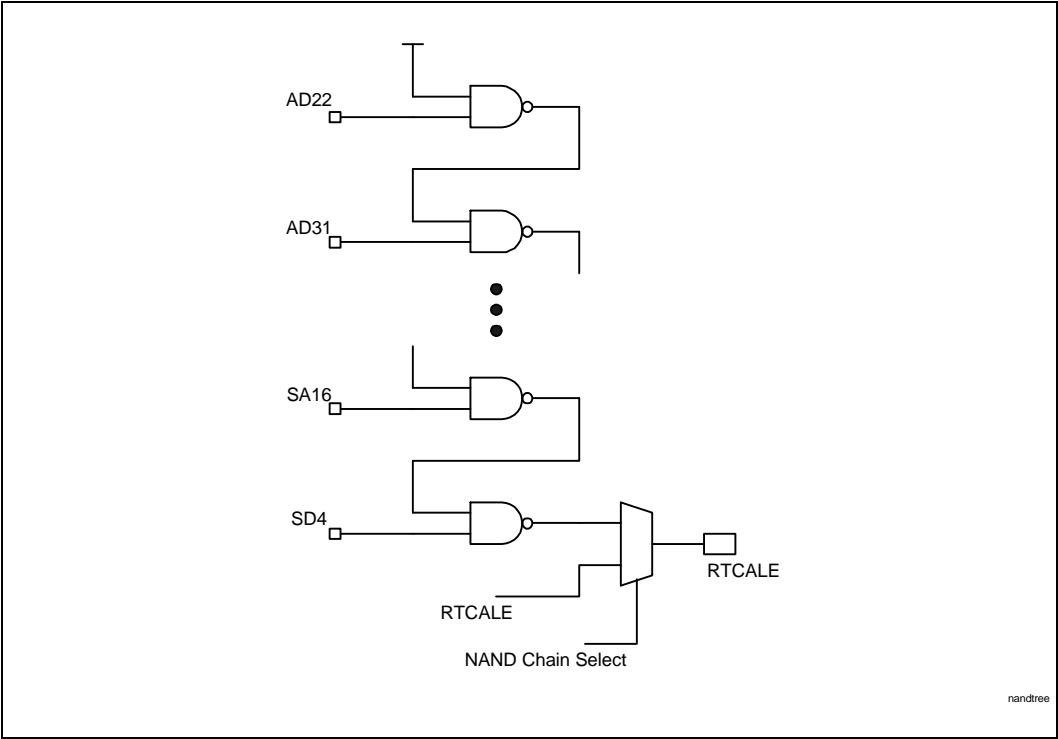 AD22
AD31
SA16
SD4
RTCALE
RTCALE
NAND Chain Select
nandtree